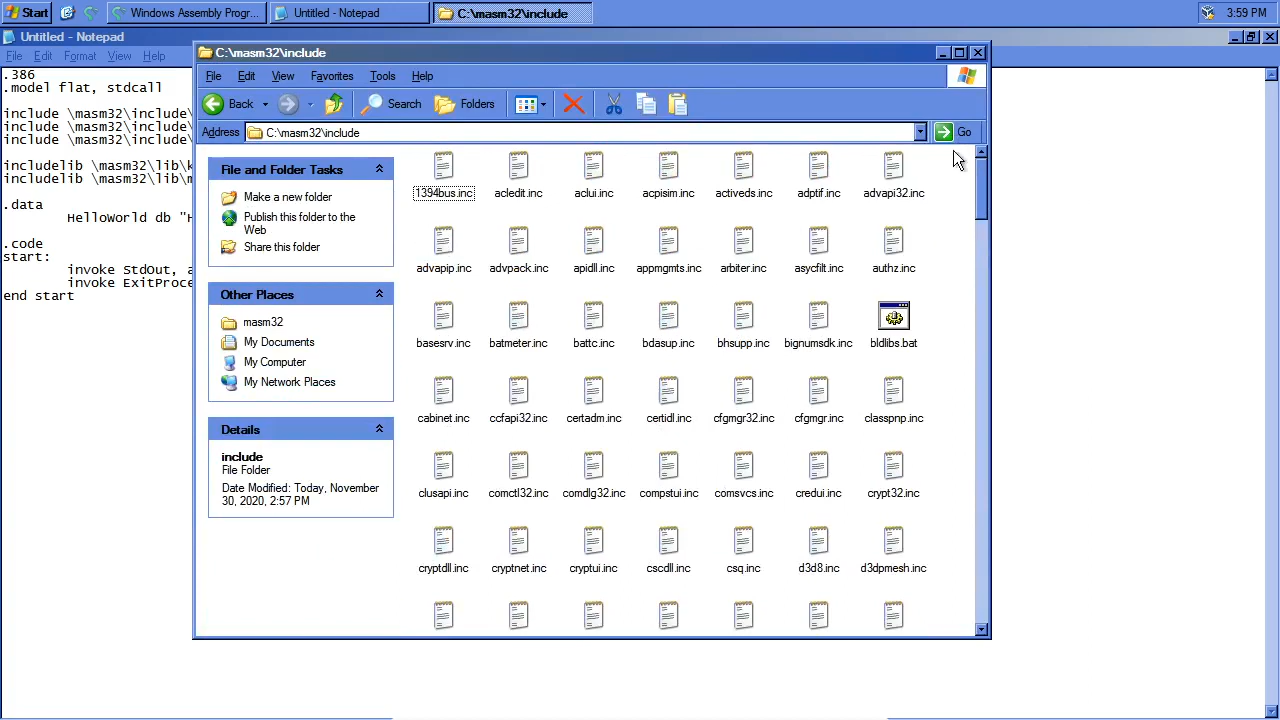 Start
Windows Assembly Progr...
Untitled - Notepad
C:\masm32\include
3:59 PM
Untitled - Notepad
File Edit Format View Help
.386
.model flat, stdcall
include \masm32\include\
include \masm32\include\
include \masm32\include\
includelib \masm32\lib\k
includelib \masm32\lib\m
.data
HelloWorld db "H
.code
start:
invoke StdOut, a
invoke ExitProce
end start
C:\masm32\include
File Edit View Favorites Tools Help
Back Search Folders
Address C:\masm32\include Go
File and Folder Tasks
Make a new folder
Publish this folder to the
Web
Share this folder
Other Places
masm32
My Documents
My Computer
My Network Places
Details
include
File Folder
Date Modified: Today, November
30, 2020, 2:57 PM
1394bus.inc acledit.inc aclui.inc acpisim.inc activeds.inc adptif.inc advapi32.inc
advapip.inc advpack.inc apidll.inc appmgmts.inc arbiter.inc asycfilt.inc authz.inc
basesrv.inc batmeter.inc battc.inc bdasup.inc bhsupp.inc bignumsdk.inc bldlibs.bat
cabinet.inc ccfapi32.inc certadm.inc certidl.inc cfgmgr32.inc cfgmgr.inc classpnp.inc
clusapi.inc comctl32.inc comdlg32.inc compstui.inc comsvcs.inc credui.inc crypt32.inc
cryptdll.inc cryptnet.inc cryptui.inc cscdll.inc csq.inc d3d8.inc d3dpmesh.inc